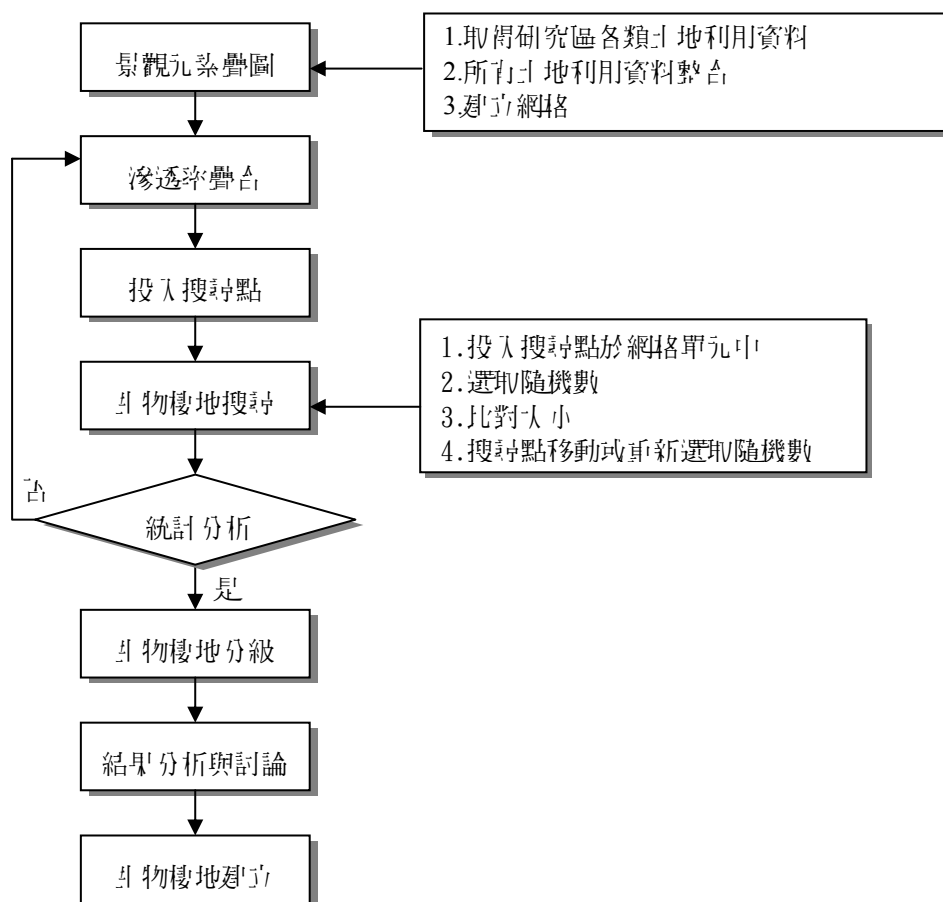 景觀元素疊圖
1.取得研究區各類土地利用資料
2.所有土地利用資料整合
3.建立網格
滲透率疊合
投入搜尋點
生物棲地搜尋
1.投入搜尋點於網格單元中
2.選取隨機數
3.比對大小
4.搜尋點移動或重新選取隨機數
否
統計分析
是
生物棲地分級
結果分析與討論
生物棲地建立